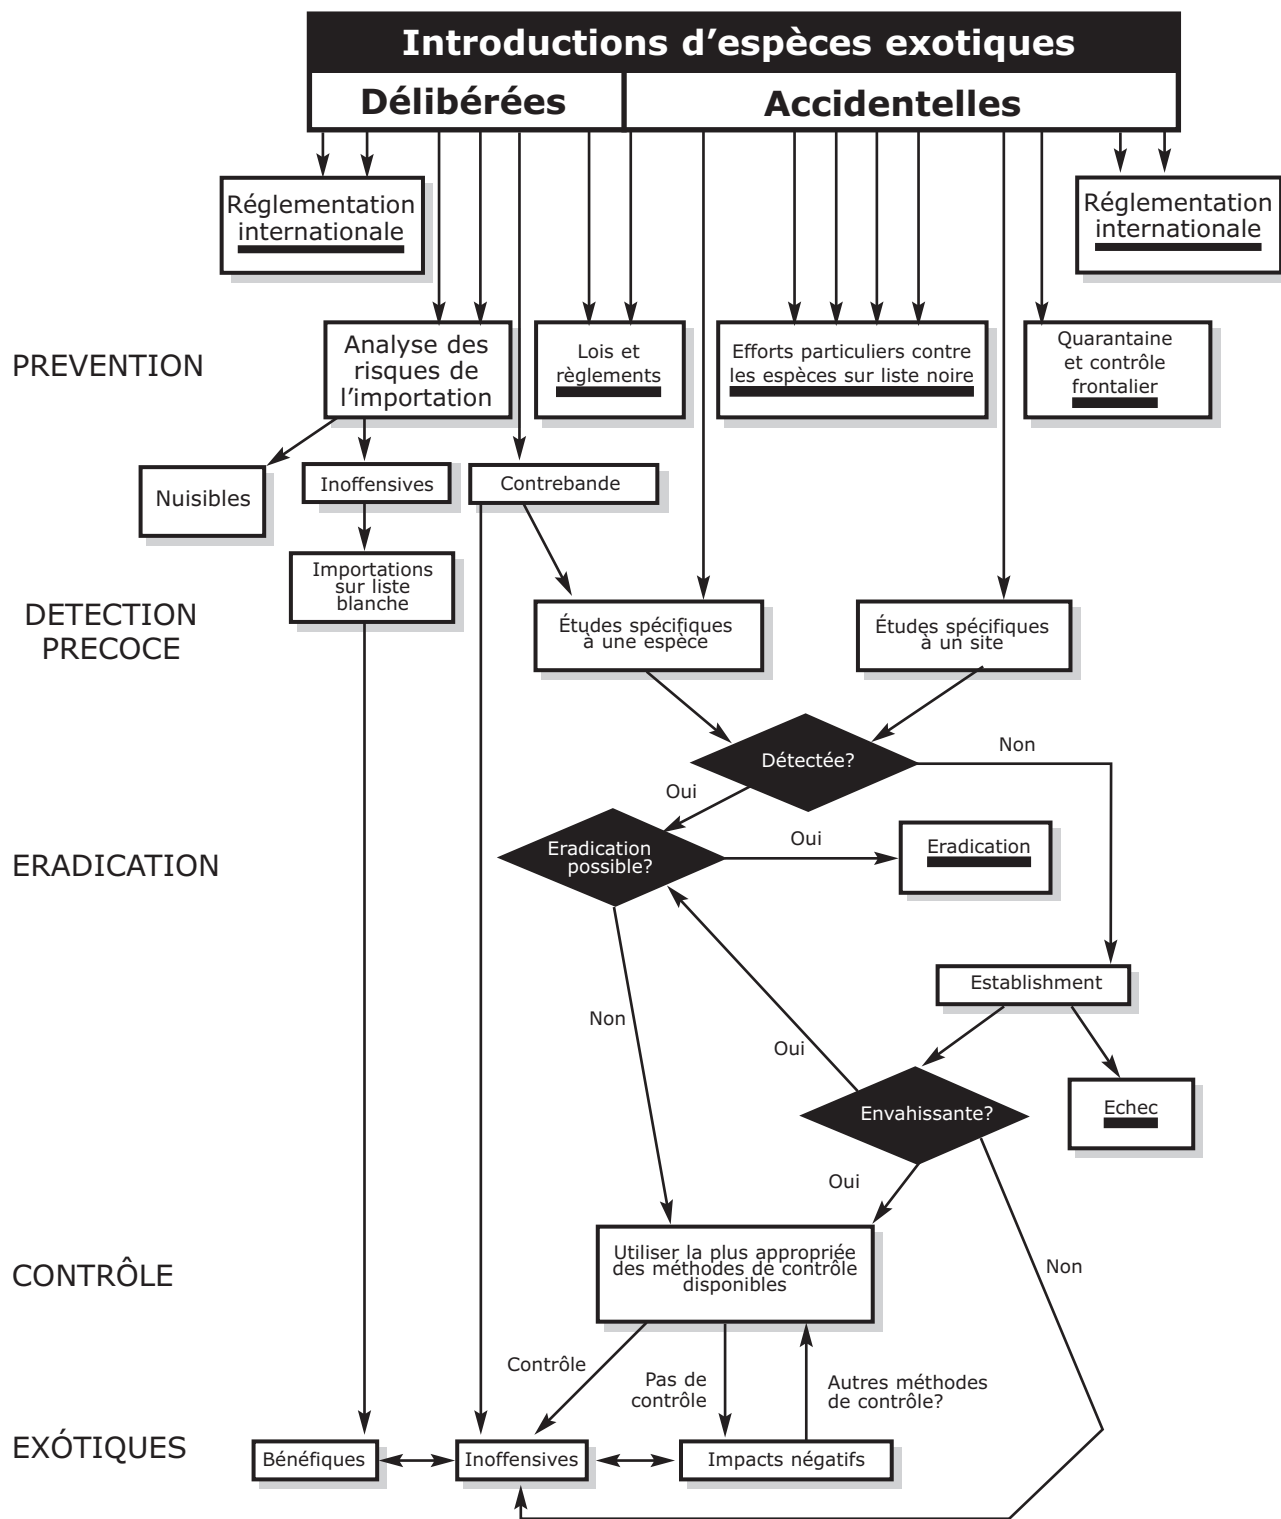 Introductions d’espèces exotiques
Délibérées
Accidentelles
Réglementation
internationale
Réglementation
internationale
PREVENTION
Analyse des
risques de
l’importation
Lois et
règlements
Efforts particuliers contre
les espèces sur liste noire
Quarantaine
et contrôle
frontalier
Nuisibles
Inoffensives
Contrebande
Importations
sur liste
blanche
DETECTION
PRECOCE
Études spécifiques
à une espèce
Études spécifiques
à un site
Détectée?
Non
Oui
ERADICATION
Eradication
possible?
Oui
Eradication
Establishment
Non
Oui
Envahissante?
Echec
Oui
CONTRÔLE
Utiliser la plus appropriée
des méthodes de contrôle
disponibles
Non
Contrôle
Pas de
contrôle
Autres méthodes
de contrôle?
EXÓTIQUES
Bénéfiques
Inoffensives
Impacts négatifs